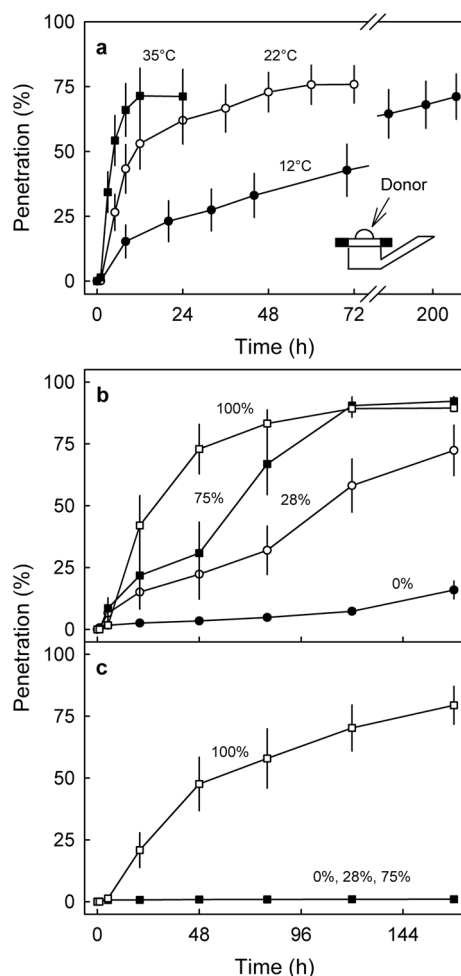 a
35°C
22°C
12°C
Donor
100
75
50
25
0
Penetration (%)
0 24 48 72 200
Time (h)
b
100%
75%
28%
0%
100
75
50
25
0
Penetration (%)
c
100%
0%, 28%, 75%
100
75
50
25
0
0 48 96 144
Time (h)